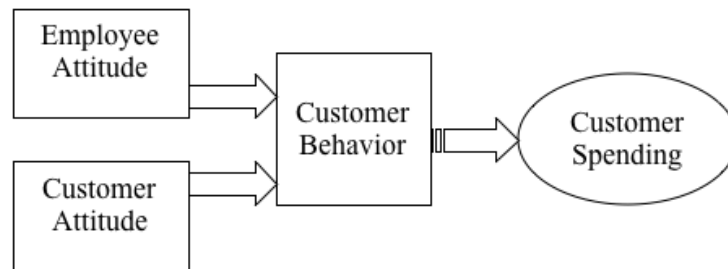 Employee
Attitude
Customer
Behavior
Customer
Spending
Customer
Attitude